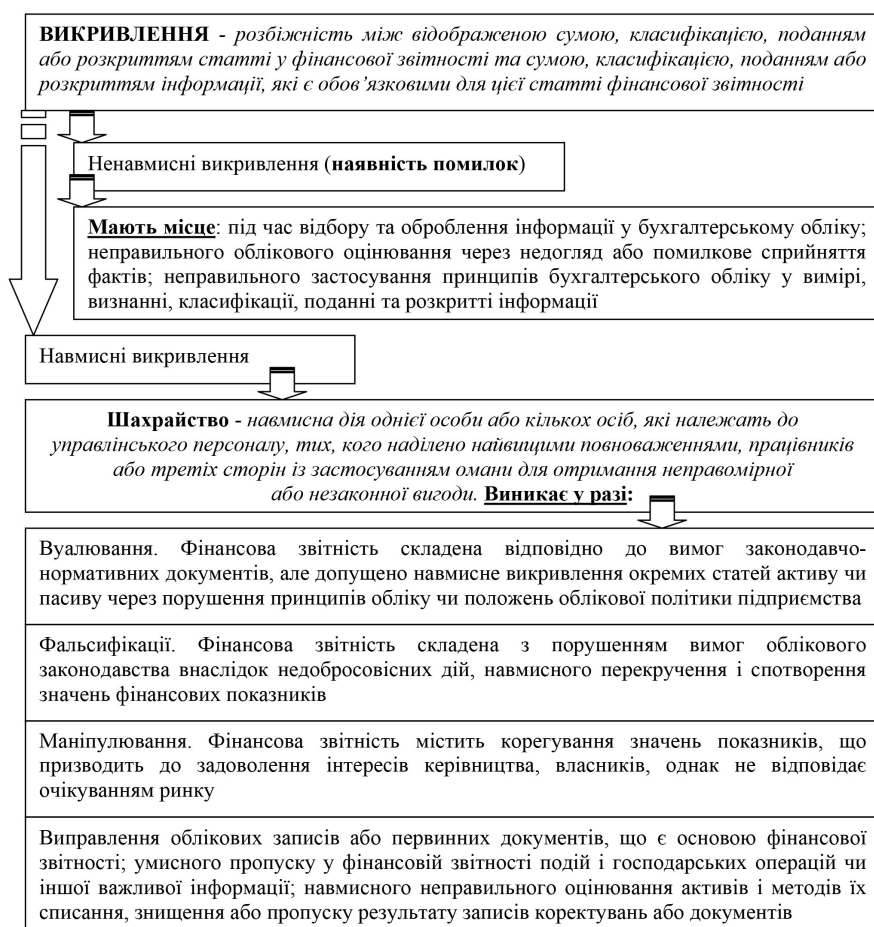 ВИКРИВЛЕННЯ - розбіжність між відображеною сумою, класифікацією, поданням
або розкриттям статті у фінансової звітності та сумою, класифікацією, поданням або
розкриттям інформації, які є обов’язковими для цієї статті фінансової звітності
Ненавмисні викривлення (наявність помилок)
Мають місце: під час відбору та оброблення інформації у бухгалтерському обліку;
неправильного облікового оцінювання через недогляд або помилкове сприйняття
фактів; неправильного застосування принципів бухгалтерського обліку у вимірі,
визнанні, класифікації, поданні та розкритті інформації
Навмисні викривлення
Шахрайство - навмисна дія однієї особи або кількох осіб, які належать до
управлінського персоналу, тих, кого наділено найвищими повноваженнями, працівників
або третіх сторін із застосуванням омани для отримання неправомірної
або незаконної вигоди. Виникає у разі:
Вуалювання. Фінансова звітність складена відповідно до вимог законодавчо-
нормативних документів, але допущено навмисне викривлення окремих статей активу чи
пасиву через порушення принципів обліку чи положень облікової політики підприємства
Фальсифікації. Фінансова звітність складена з порушенням вимог облікового
законодавства внаслідок недобросовісних дій, навмисного перекручення і спотворення
значень фінансових показників
Маніпулювання. Фінансова звітність містить корегування значень показників, що
призводить до задоволення інтересів керівництва, власників, однак не відповідає
очікуванням ринку
Виправлення облікових записів або первинних документів, що є основою фінансової
звітності; умисного пропуску у фінансовій звітності подій і господарських операцій чи
іншої важливої інформації; навмисного неправильного оцінювання активів і методів їх
списання, знищення або пропуску результату записів коректувань або документів